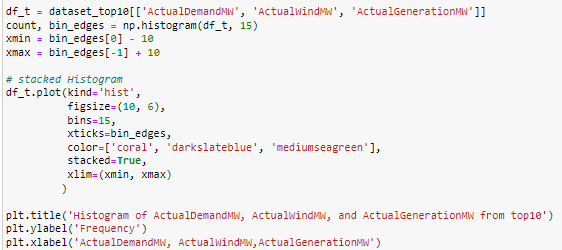 df_t = dataset_top10[['ActualDemandMW', 'ActualWindMW', 'ActualGenerationMW']]
count, bin_edges = np.histogram(df_t, 15)
xmin = bin_edges[0] - 10
xmax = bin_edges[-1] + 10
# stacked Histogram
df_t.plot(kind='hist',
figsize=(10, 6),
bins=15,
xticks=bin_edges,
color=['coral', 'darkslateblue', 'mediumseagreen'],
stacked=True,
xlim=(xmin, xmax)
)
plt.title('Histogram of ActualDemandMW, ActualWindMW, and ActualGenerationMW from top10')
plt.ylabel('Frequency')
plt.xlabel('ActualDemandMW, ActualWindMW,ActualGenerationMW')